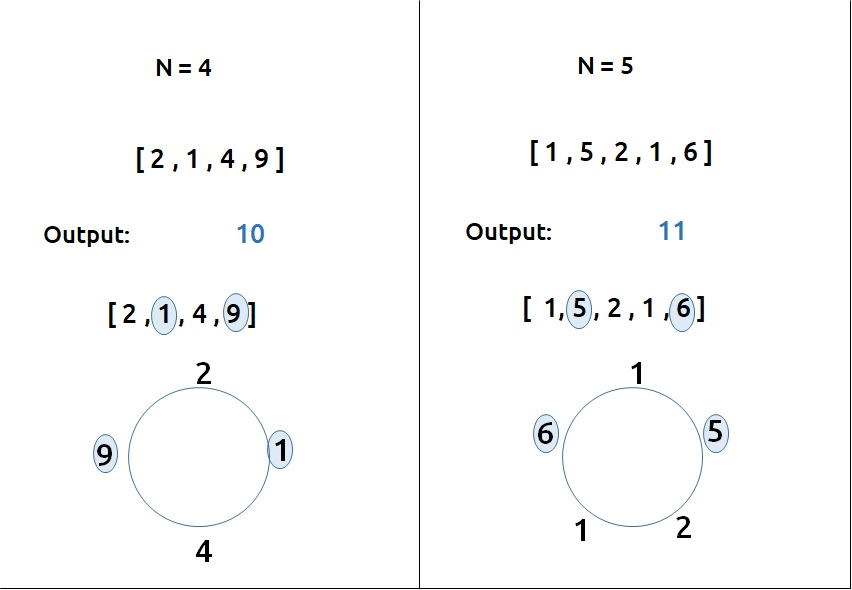 N = 4
[ 2 , 1 , 4 , 9 ]
Output: 10
[ 2 , 1 , 4 , 9 ]
2
9 1
4
N = 5
[ 1 , 5 , 2 , 1 , 6 ]
Output: 11
[ 1, 5 , 2 , 1 , 6 ]
1
6 5
1 2